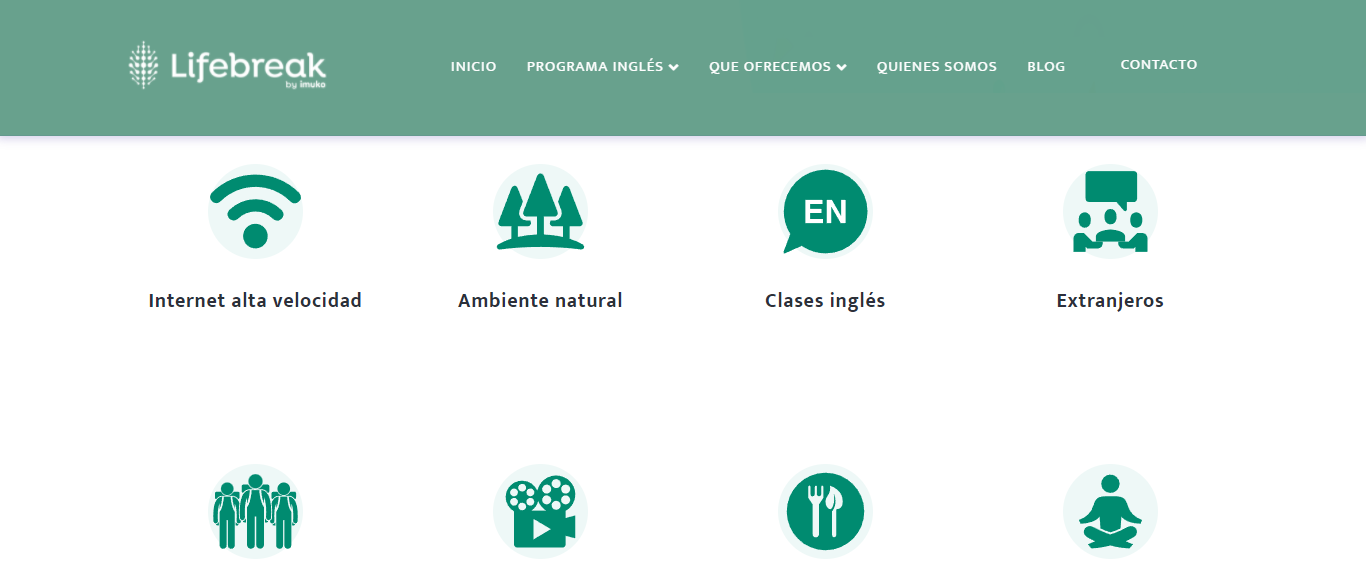 Lifebreak
by imuko
INICIO PROGRAMA INGLÉS QUE OFRECEMOS QUIENES SOMOS BLOG CONTACTO
Internet alta velocidad
Ambiente natural
EN
Clases inglés
Extranjeros